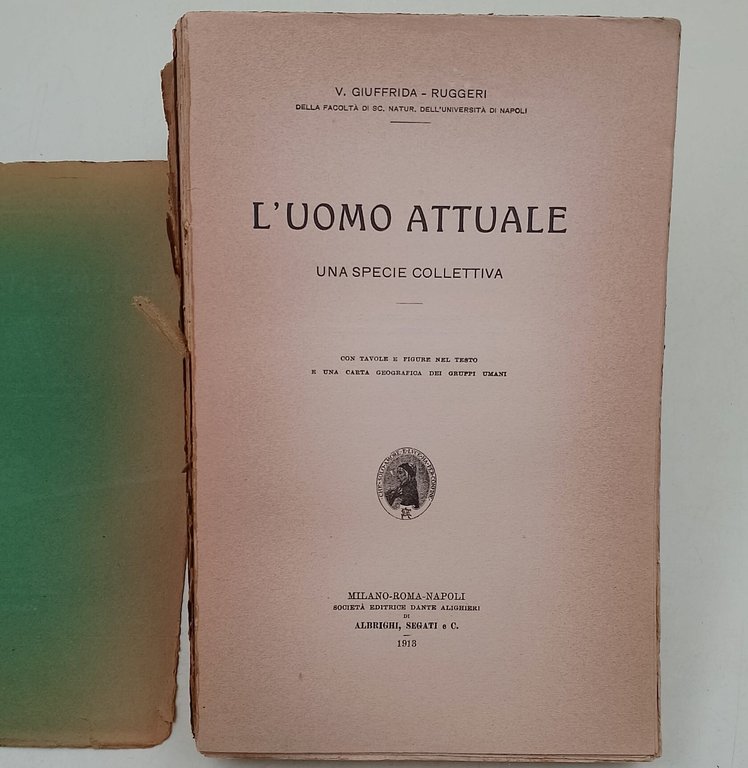 V. GIUFFRIDA - RUGGERI
DELLA FACOLTÀ DI SC. NATUR. DELL'UNIVERSITÀ DI NAPOLI
L'UOMO ATTUALE
UNA SPECIE COLLETTIVA
CON TAVOLE E FIGURE NEL TESTO
E UNA CARTA GEOGRAFICA DEI GRUPPI UMANI
MILANO-ROMA-NAPOLI
SOCIETÀ EDITRICE DANTE ALIGHIERI
DI
ALBRIGHI, SEGATI e C.
1913